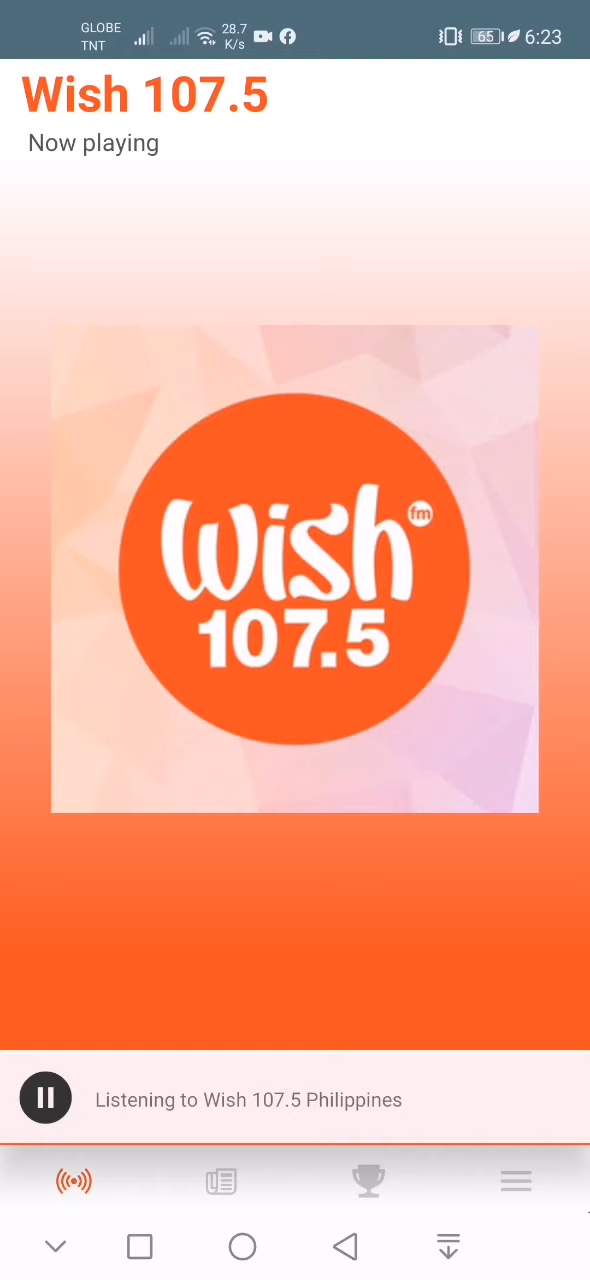 GLOBE
TNT
28.7
K/s
65
6:23
Wish 107.5
Now playing
wish fm
107.5
Listening to Wish 107.5 Philippines